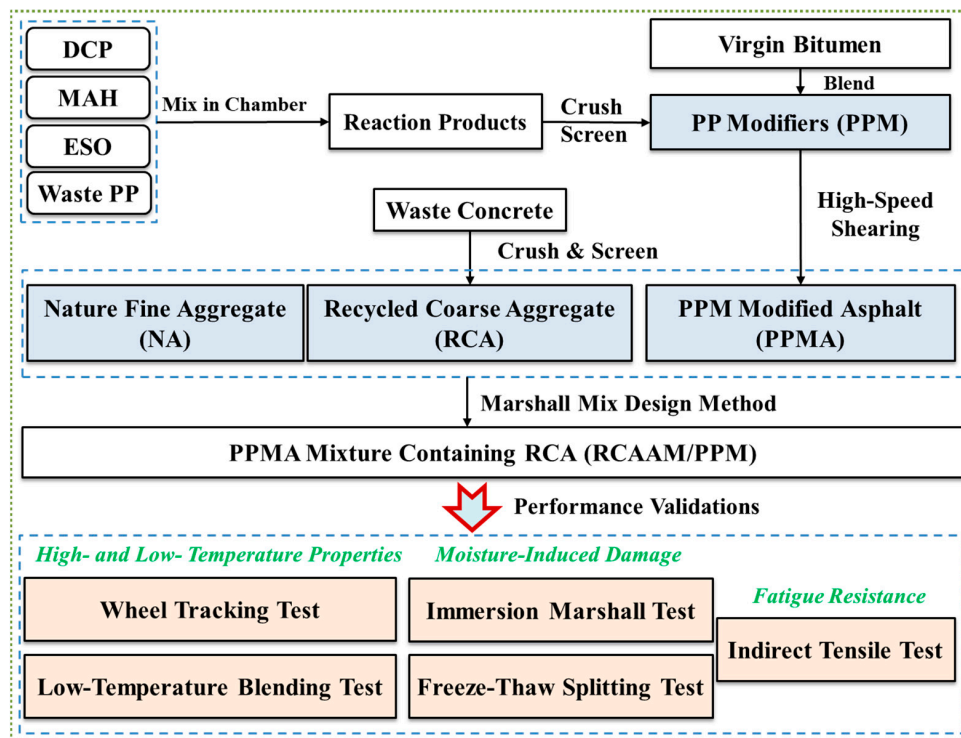 DCP
MAH
ESO
Waste PP
Mix in Chamber
Reaction Products
Crush
Screen
Virgin Bitumen
Blend
PP Modifiers (PPM)
High-Speed
Shearing
Waste Concrete
Crush & Screen
Nature Fine Aggregate
(NA)
Recycled Coarse Aggregate
(RCA)
PPM Modified Asphalt
(PPMA)
Marshall Mix Design Method
PPMA Mixture Containing RCA (RCAAM/PPM)
Performance Validations
High- and Low- Temperature Properties
Wheel Tracking Test
Low-Temperature Blending Test
Moisture-Induced Damage
Immersion Marshall Test
Freeze-Thaw Splitting Test
Fatigue Resistance
Indirect Tensile Test